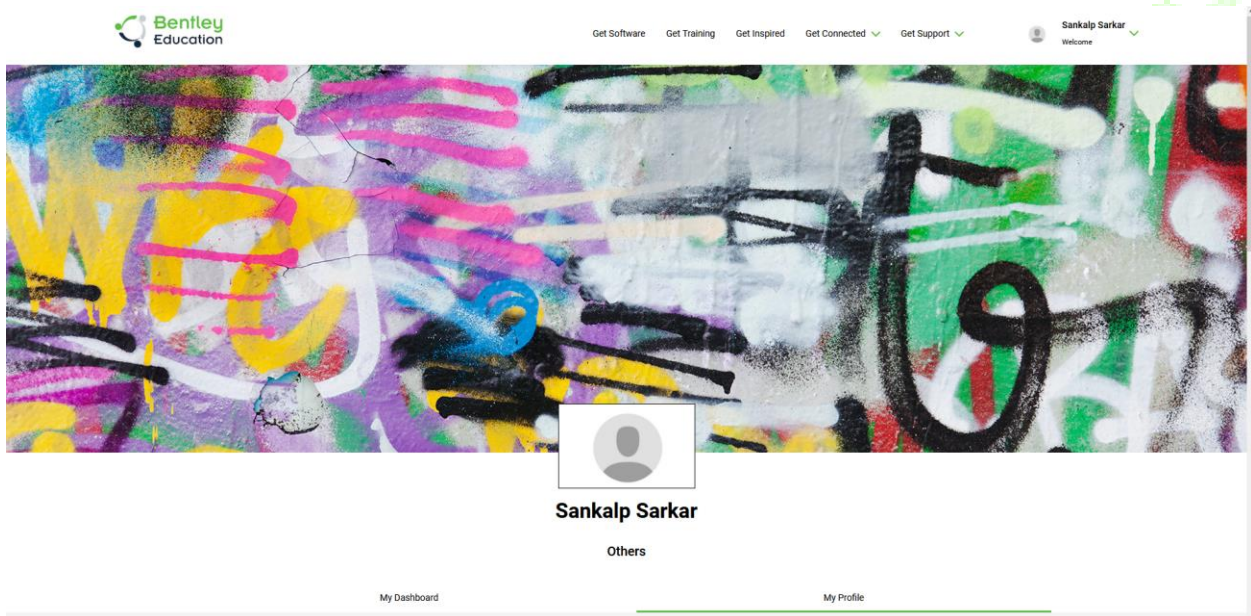 Bentley
Education
Get Software Get Training Get Inspired Get Connected Get Support
Sankalp Sarkar
Welcome
Sankalp Sarkar
Others
My Dashboard My Profile